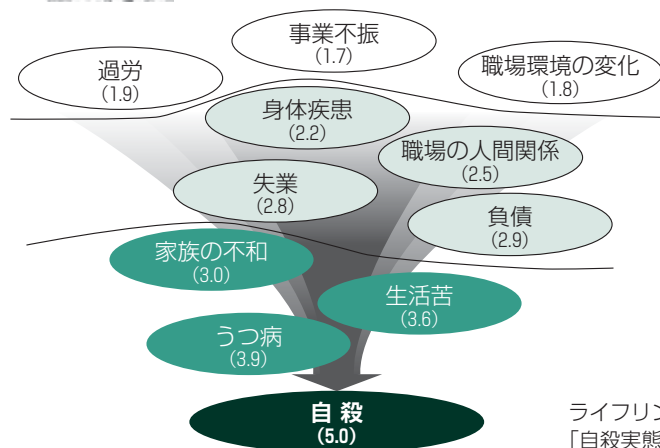 事業不振
(1.7)
過労
(1.9)
職場環境の変化
(1.8)
身体疾患
(2.2)
職場の人間関係
(2.5)
失業
(2.8)
負債
(2.9)
家族の不和
(3.0)
生活苦
(3.6)
うつ病
(3.9)
自殺
(5.0)
ライフリン
「自殺実態